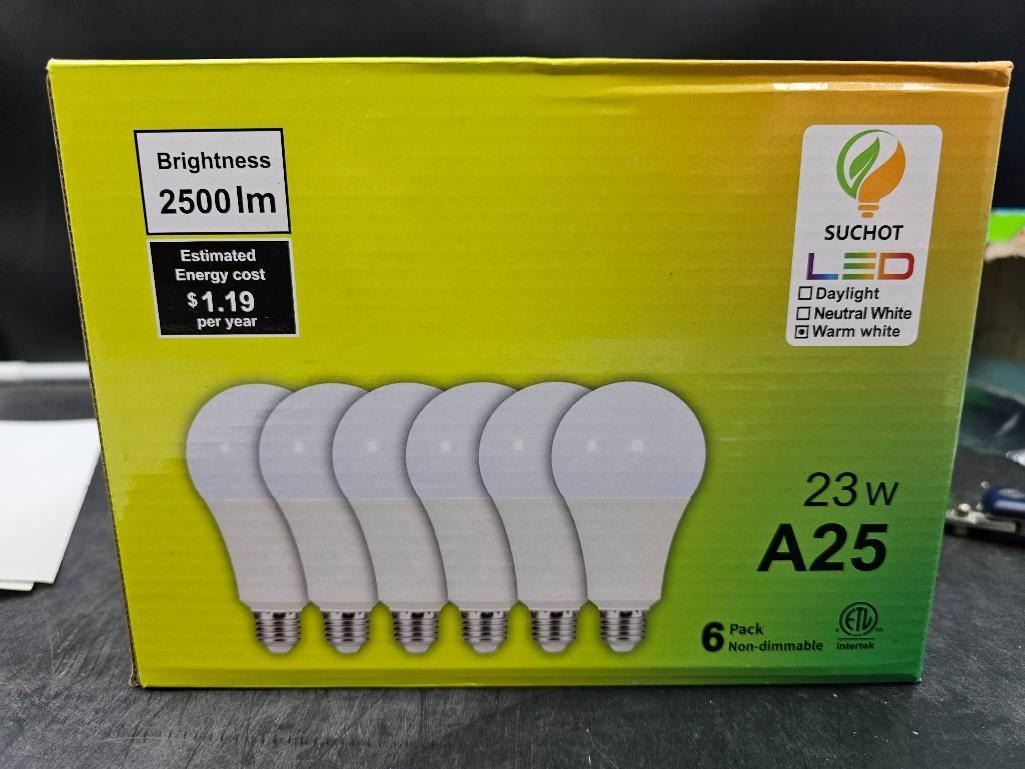 Brightness
2500 lm
Estimated
Energy cost
$1.19
per year
SUCHOT
LED
Daylight
Neutral White
Warm white
23 W
A25
6 Pack
Non-dimmable
ETL
Intertek